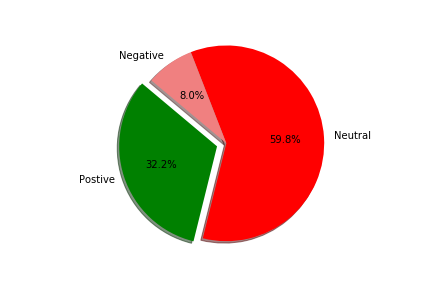 Negative
8.0%
59.8%
Neutral
32.2%
Postive